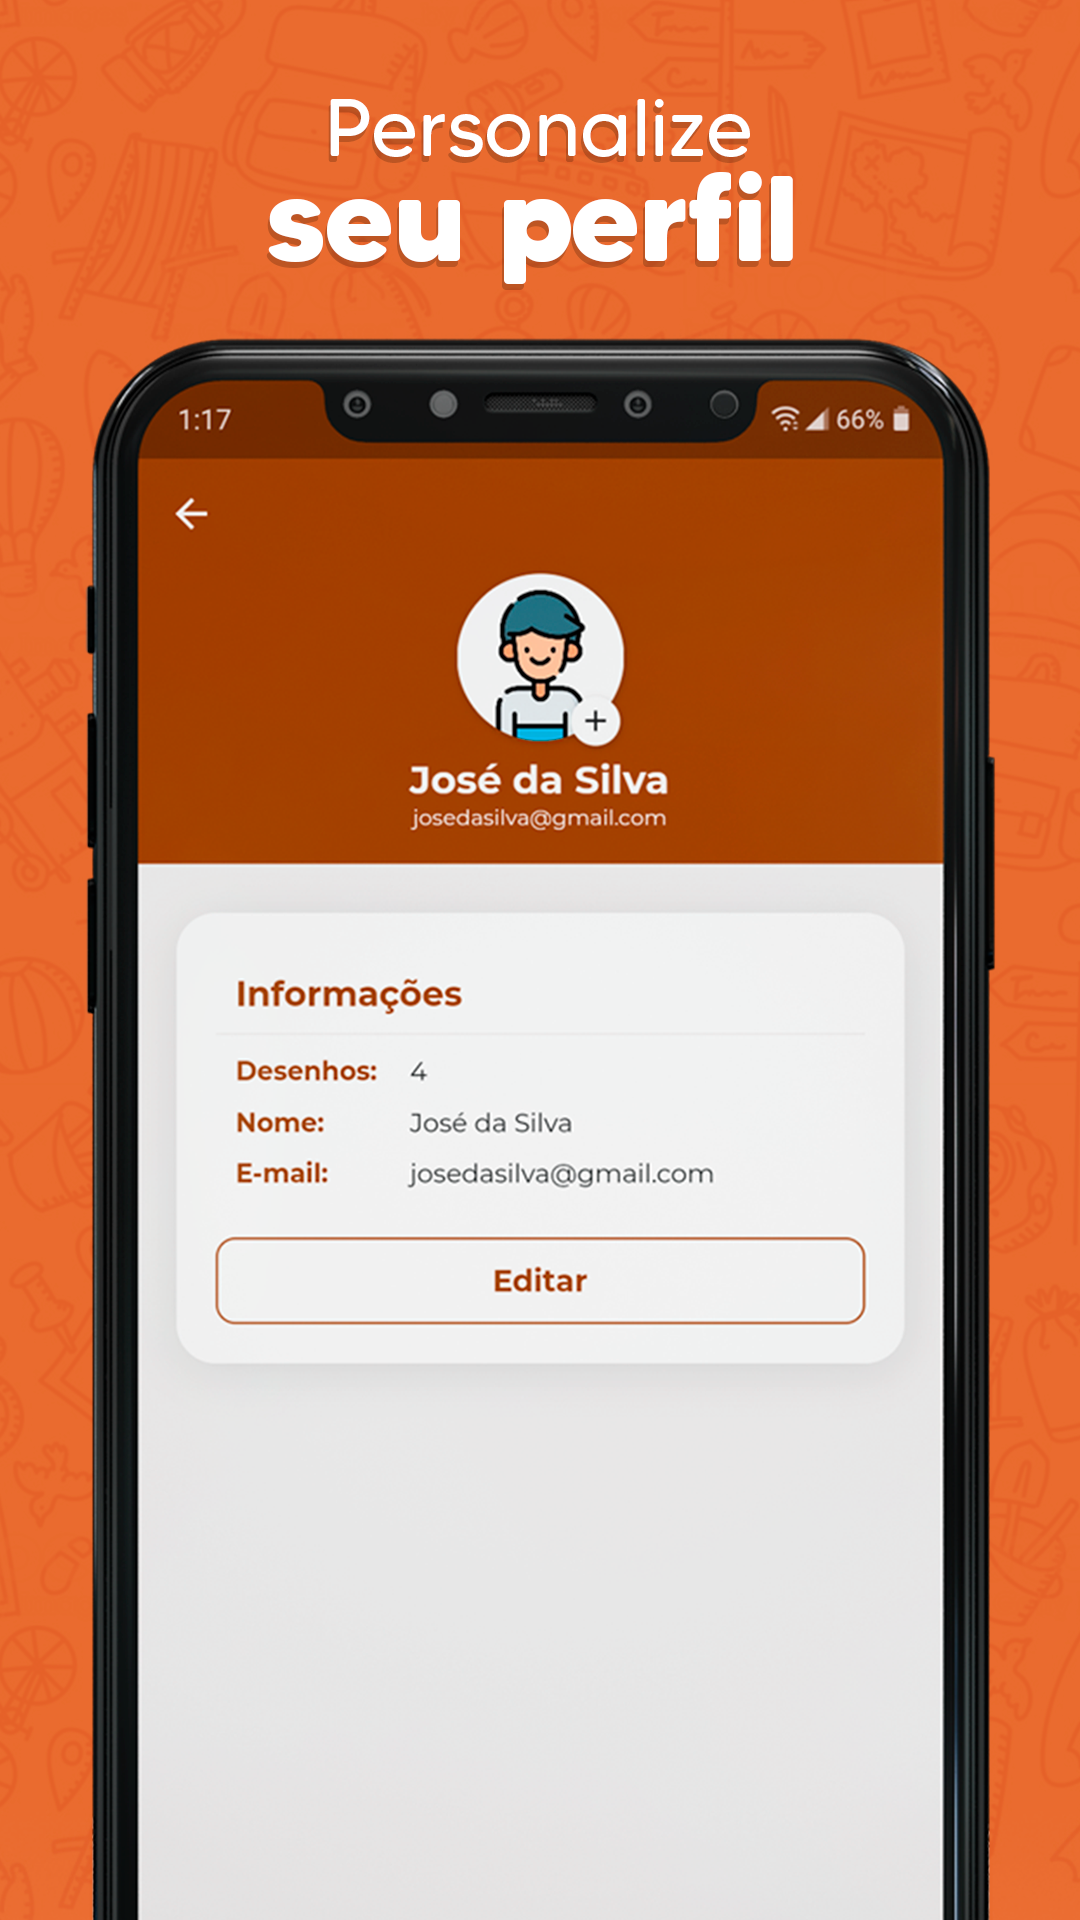 Personalize
seu perfil
1:17
66%
José da Silva
josedasilva@gmail.com
Informações
Desenhos: 4
Nome: José da Silva
E-mail: josedasilva@gmail.com
Editar